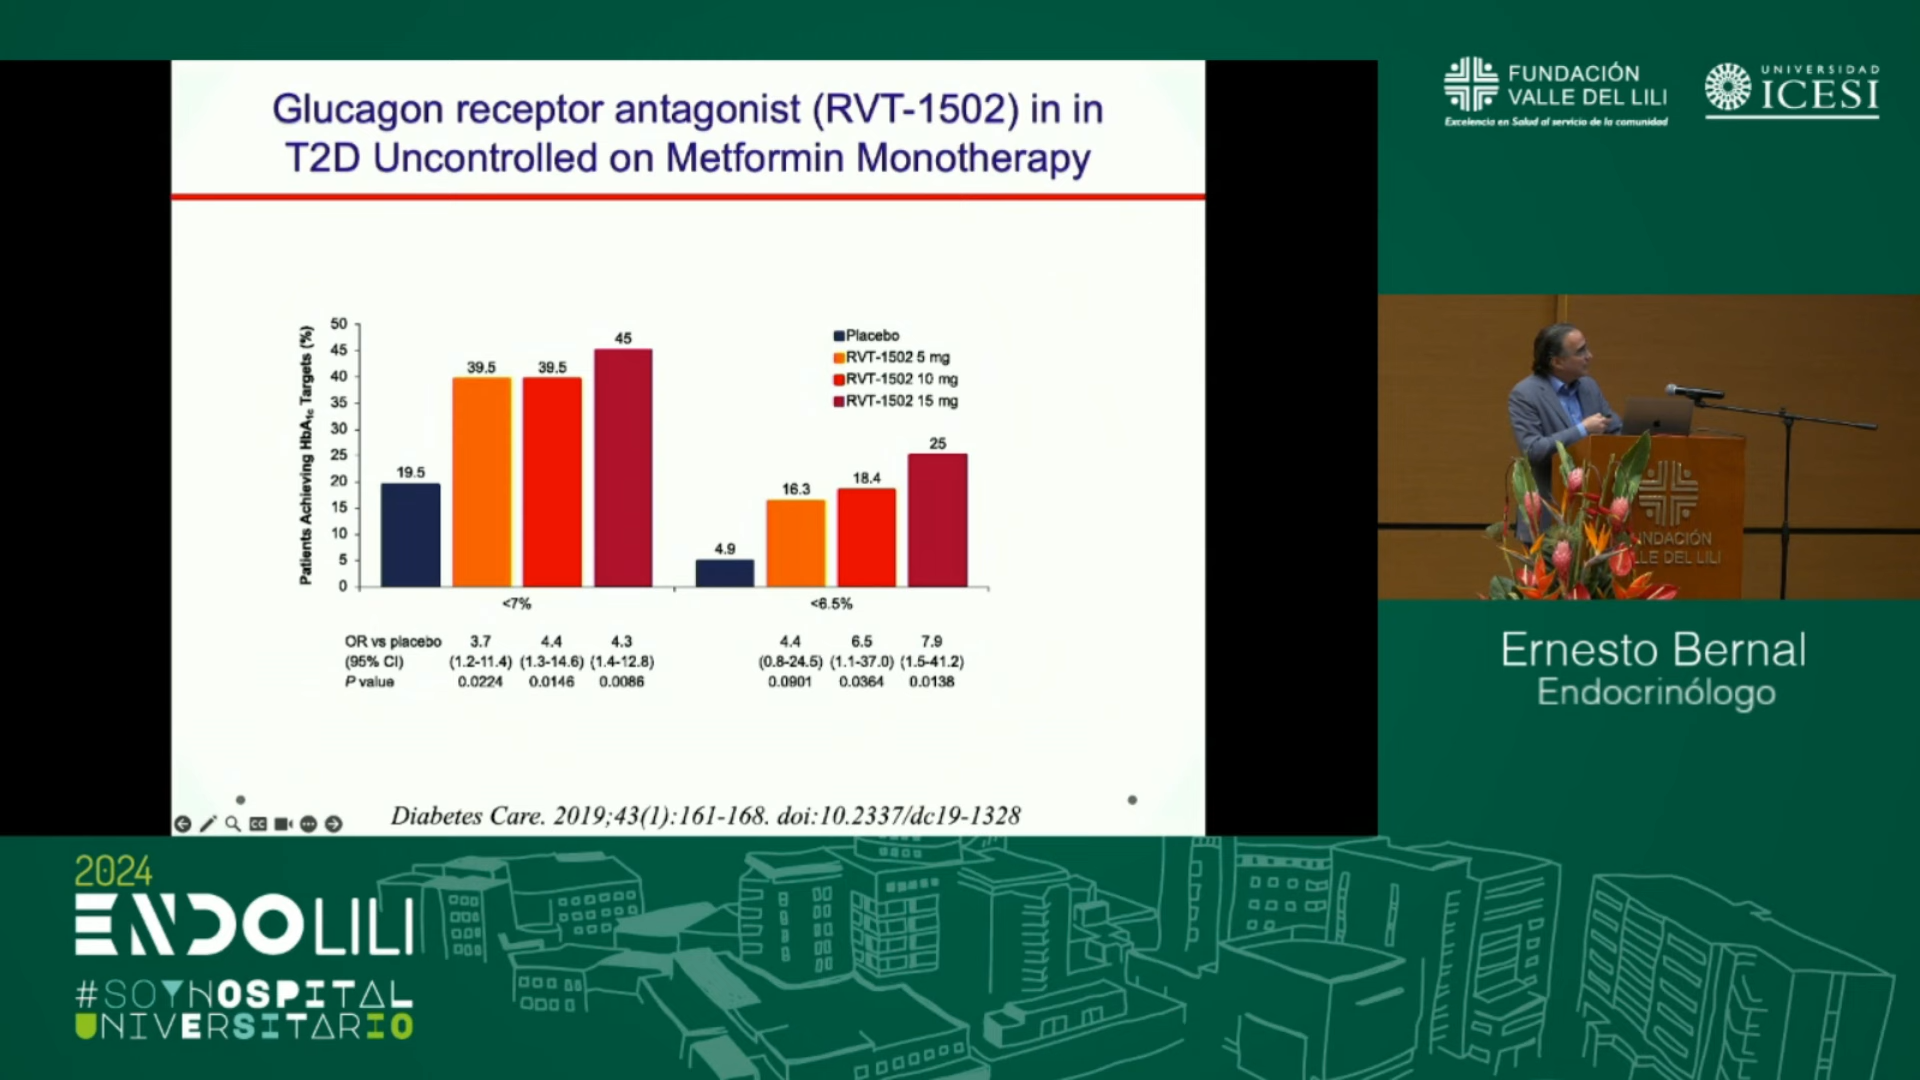 Glucagon receptor antagonist (RVT-1502) in in
T2D Uncontrolled on Metformin Monotherapy
Patients Achieving HbA1c Targets (%)
50
45
40
35
30
25
20
15
10
5
0
19.5
39.5
39.5
45
4.9
16.3
18.4
25
Placebo
RVT-1502 5 mg
RVT-1502 10 mg
RVT-1502 15 mg
<7%
<6.5%
OR vs placebo 3.7 4.4 4.3 4.4 6.5 7.9
(95% CI) (1.2-11.4) (1.3-14.6) (1.4-12.8) (0.8-24.5) (1.1-37.0) (1.5-41.2)
P value 0.0224 0.0146 0.0086 0.0901 0.0364 0.0138
CC
Diabetes Care. 2019;43(1):161-168. doi:10.2337/dc19-1328
FUNDACIÓN
VALLE DEL LILI
Excelencia en Salud al servicio de la comunidad
UNIVERSIDAD
ICESI
UNDACIÓN
LLE DEL LILI
Ernesto Bernal
Endocrinólogo
2024
ENDOLILI
#SOYHOSPITAL
UNIVERSITARIO